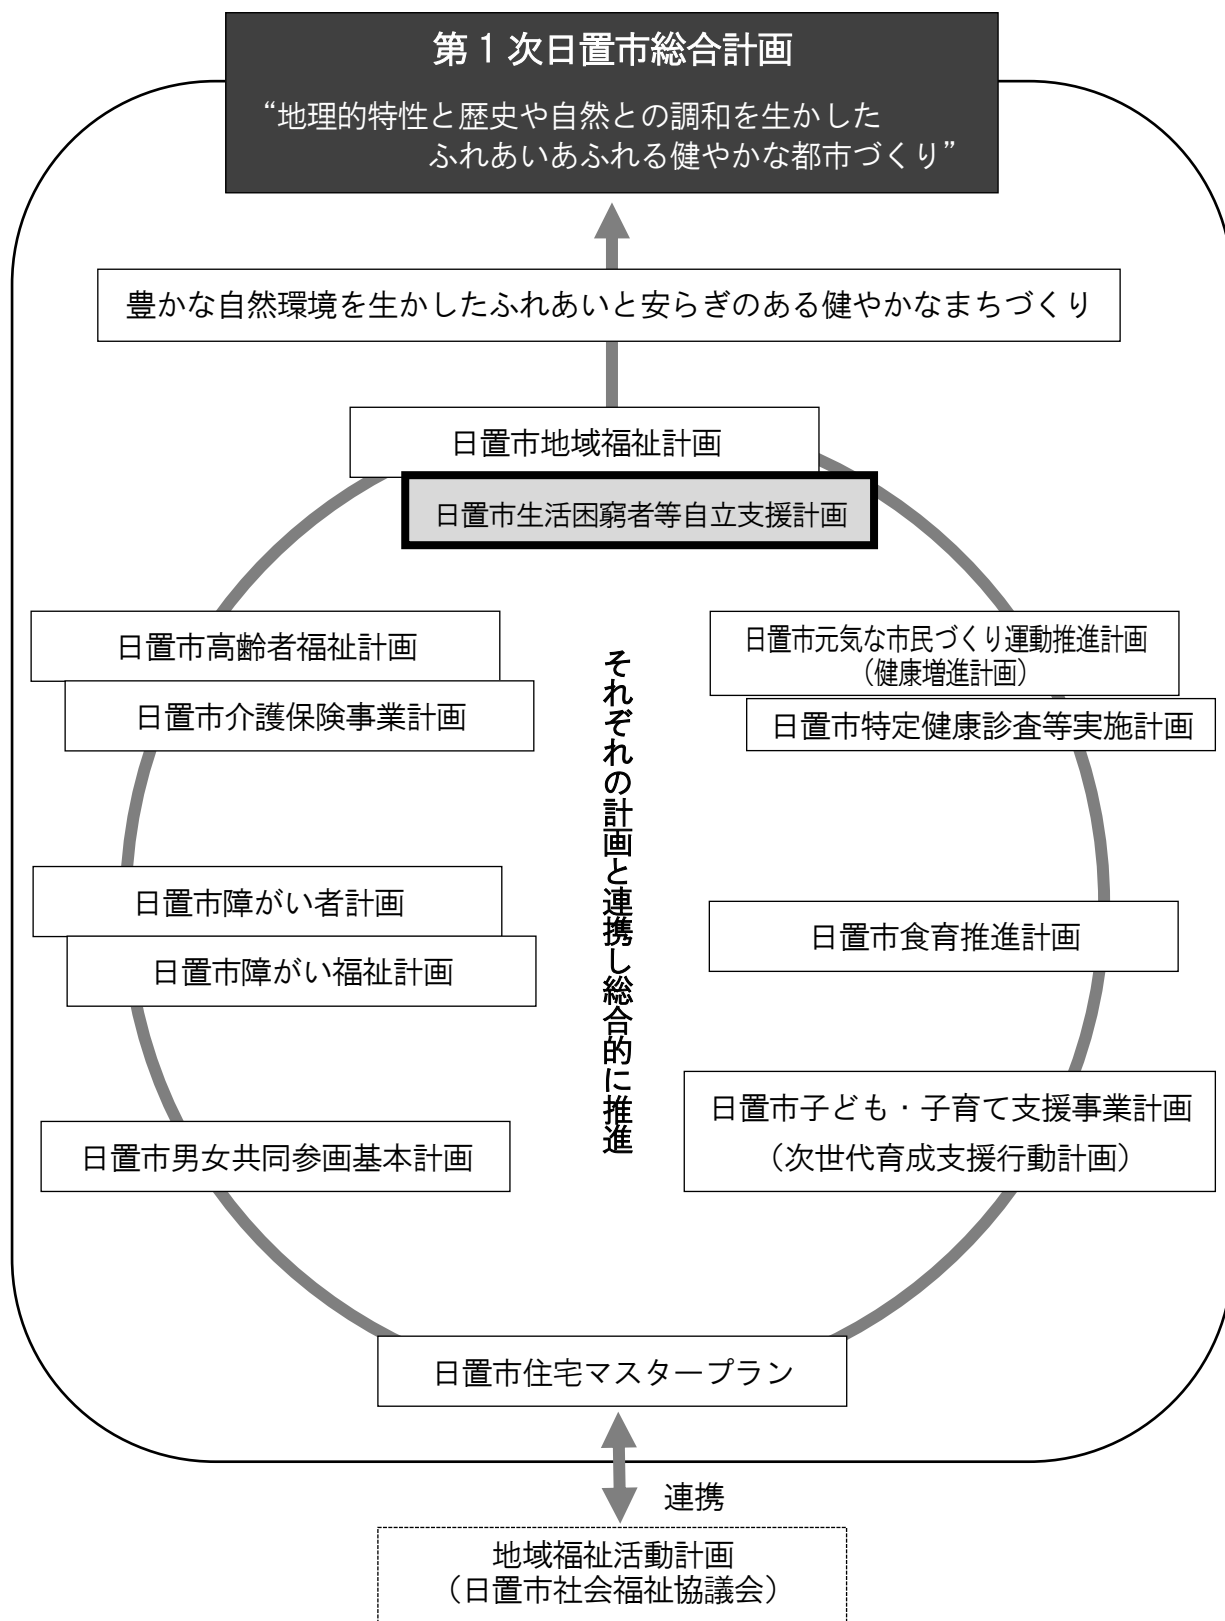 第1次日置市総合計画
“地理的特性と歴史や自然との調和を生かした
ふれあいあふれる健やかな都市づくり”
豊かな自然環境を生かしたふれあいと安らぎのある健やかなまちづくり
日置市地域福祉計画
日置市生活困窮者等自立支援計画
日置市高齢者福祉計画
日置市介護保険事業計画
日置市障がい者計画
日置市障がい福祉計画
日置市男女共同参画基本計画
それぞれの計画と連携し総合的に推進
日置市元気な市民づくり運動推進計画
（健康増進計画）
日置市特定健康診査等実施計画
日置市食育推進計画
日置市子ども・子育て支援事業計画
（次世代育成支援行動計画）
日置市住宅マスタープラン
連携
地域福祉活動計画
（日置市社会福祉協議会）